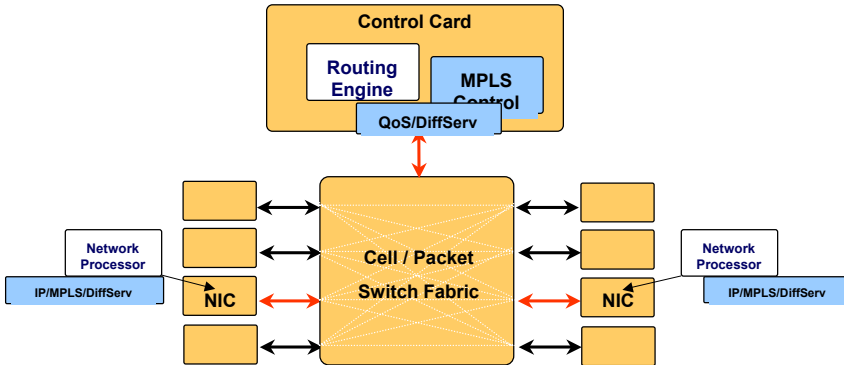 Control Card
Routing
Engine
MPLS
Control
QoS/DiffServ
Network
Processor
IP/MPLS/DiffServ
NIC
Cell / Packet
Switch Fabric
Network
Processor
NIC
IP/MPLS/DiffServ